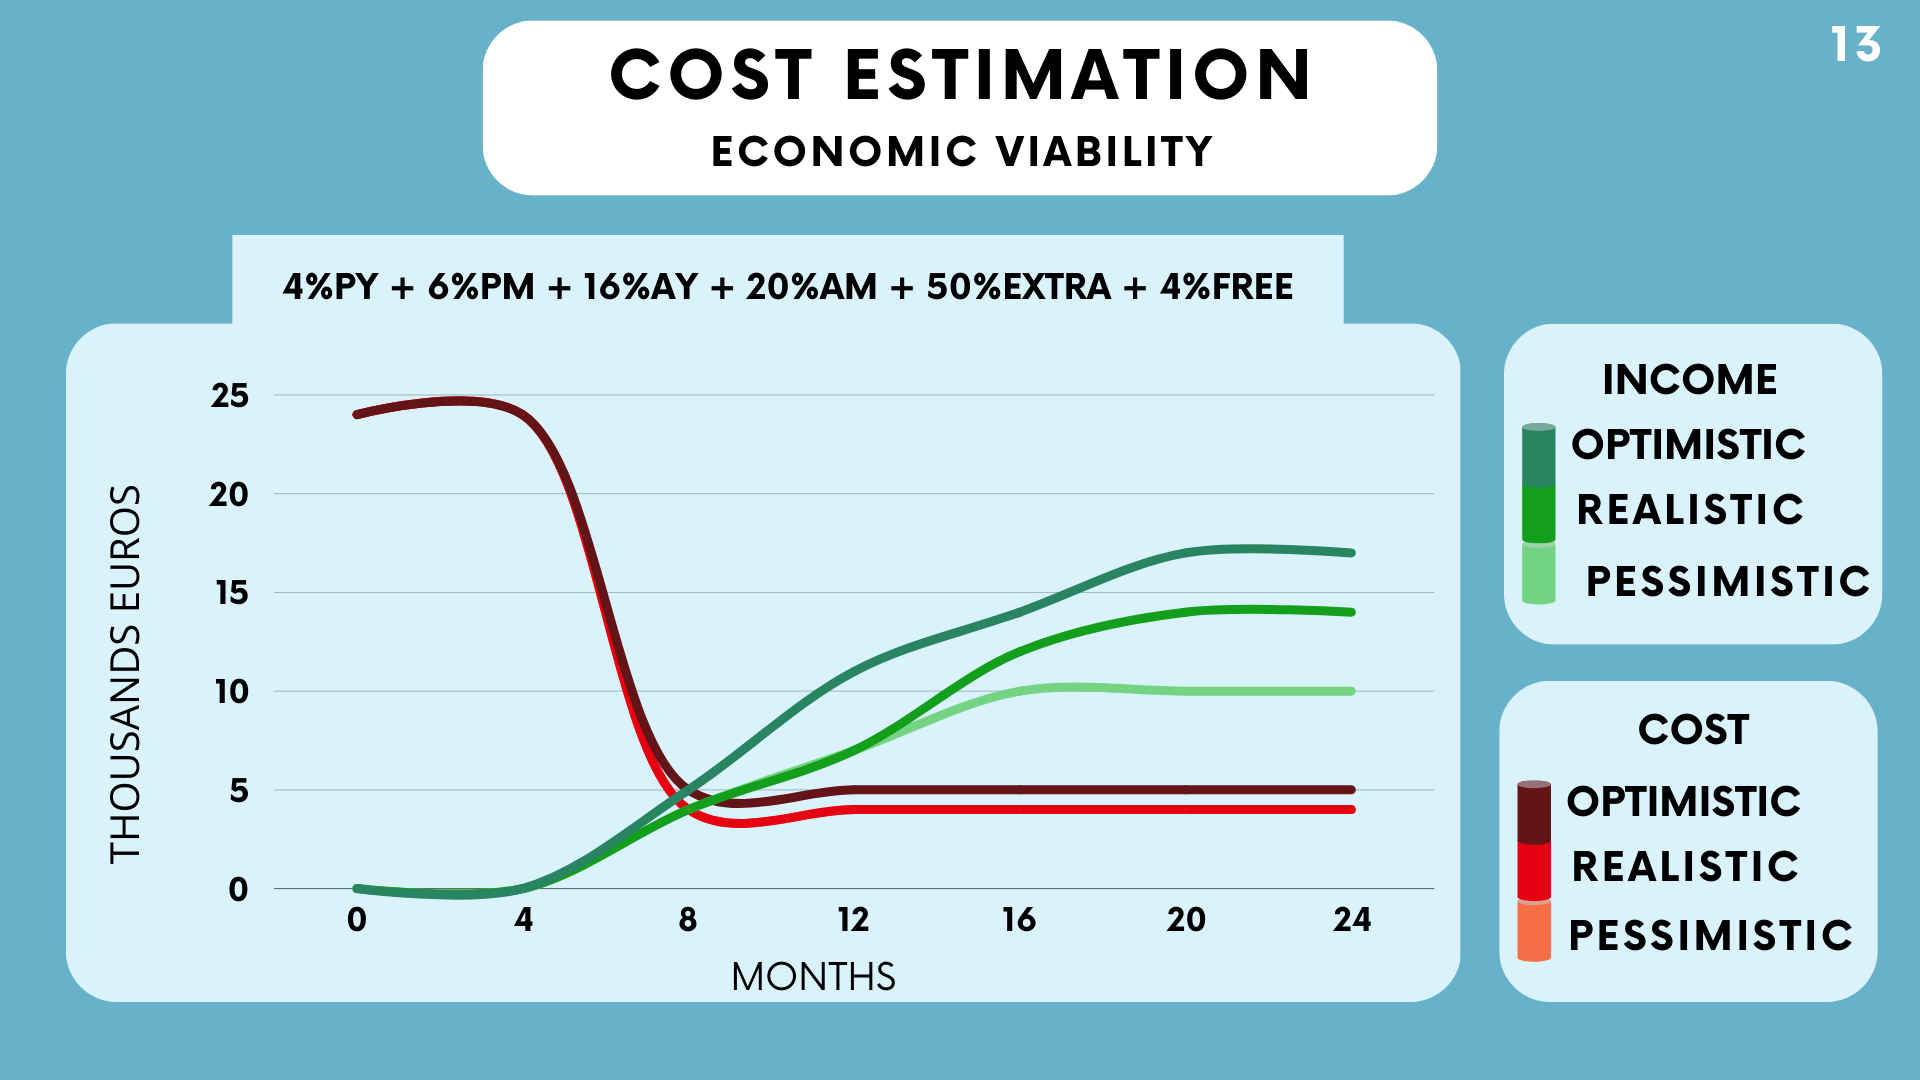 13
COST ESTIMATION
ECONOMIC VIABILITY
4%PY + 6%PM + 16%AY + 20%AM + 50%EXTRA + 4%FREE
THOUSANDS EUROS
25
20
15
10
5
0
0 4 8 12 16 20 24
MONTHS
INCOME
OPTIMISTIC
REALISTIC
PESSIMISTIC
COST
OPTIMISTIC
REALISTIC
PESSIMISTIC